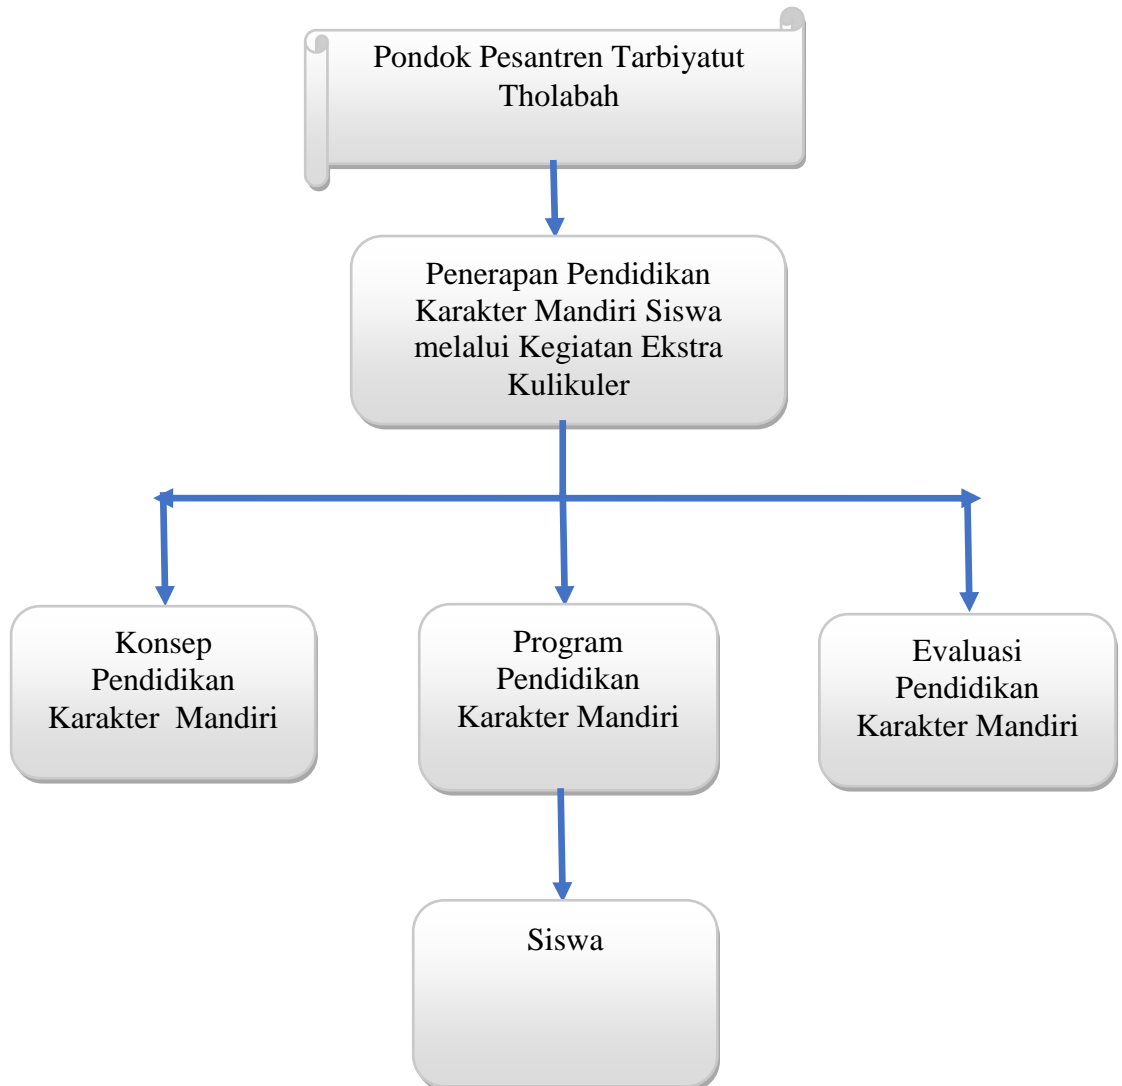 Pondok Pesantren Tarbiyatut
Tholabah
Penerapan Pendidikan
Karakter Mandiri Siswa
melalui Kegiatan Ekstra
Kulikuler
Konsep
Pendidikan
Karakter  Mandiri
Program
Pendidikan
Karakter Mandiri
Evaluasi
Pendidikan
Karakter Mandiri
Siswa